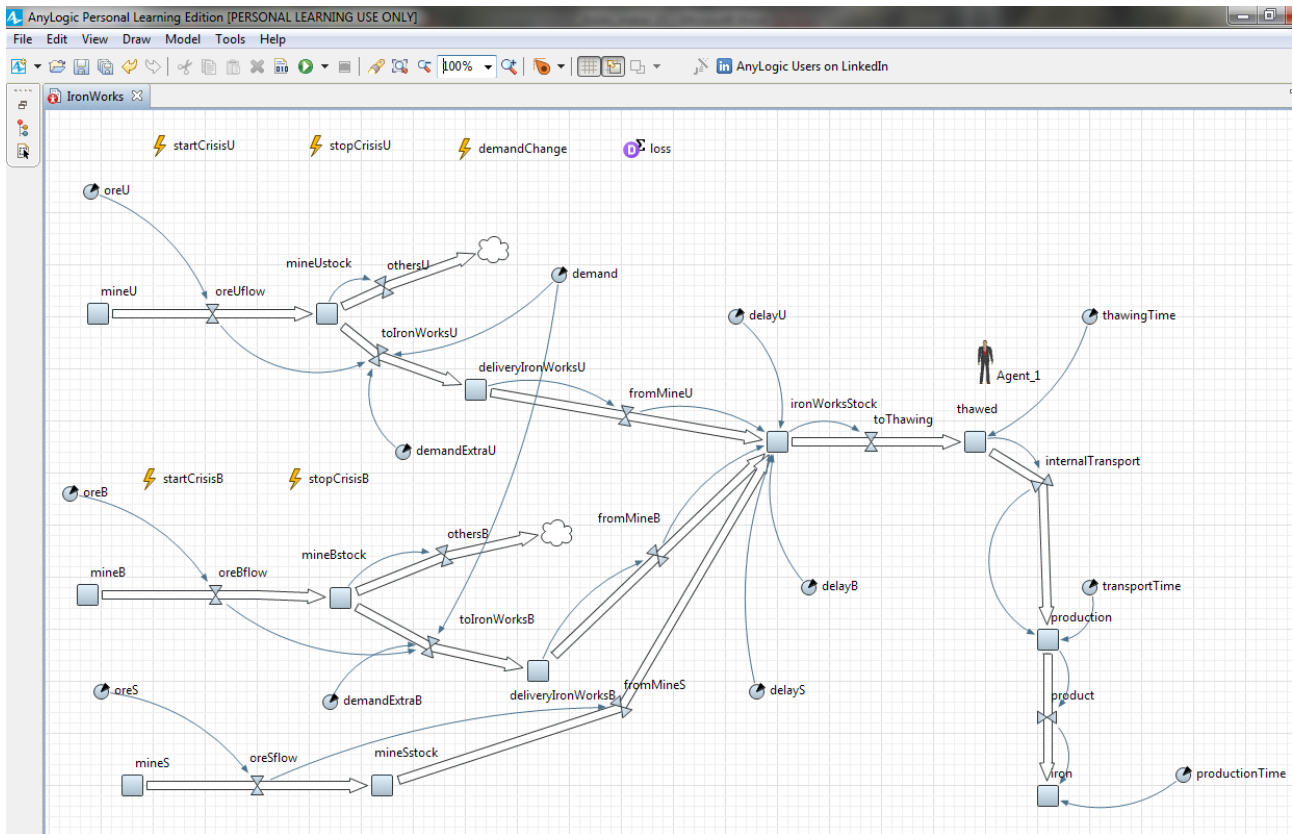 AnyLogic Personal Learning Edition [PERSONAL LEARNING USE ONLY]
File Edit View Draw Model Tools Help
100% AnyLogic Users on LinkedIn
IronWorks
startCrisisU stopCrisisU demandChange loss
oreU
mineUstock othersU demand
mineU oreUflow
toIronWorksU delayU thawingTime
deliveryIronWorksU Agent_1
fromMineU ironWorksStock thawed
toThawing
demandExtraU internalTransport
startCrisisB stopCrisisB
oreB
fromMineB
othersB
mineBstock
mineB oreBflow delayB transportTime
toIronWorksB production
oreS demandExtraB deliveryIronWorksB fromMineS delayS product
mineS oreSflow mineSstock
iron productionTime